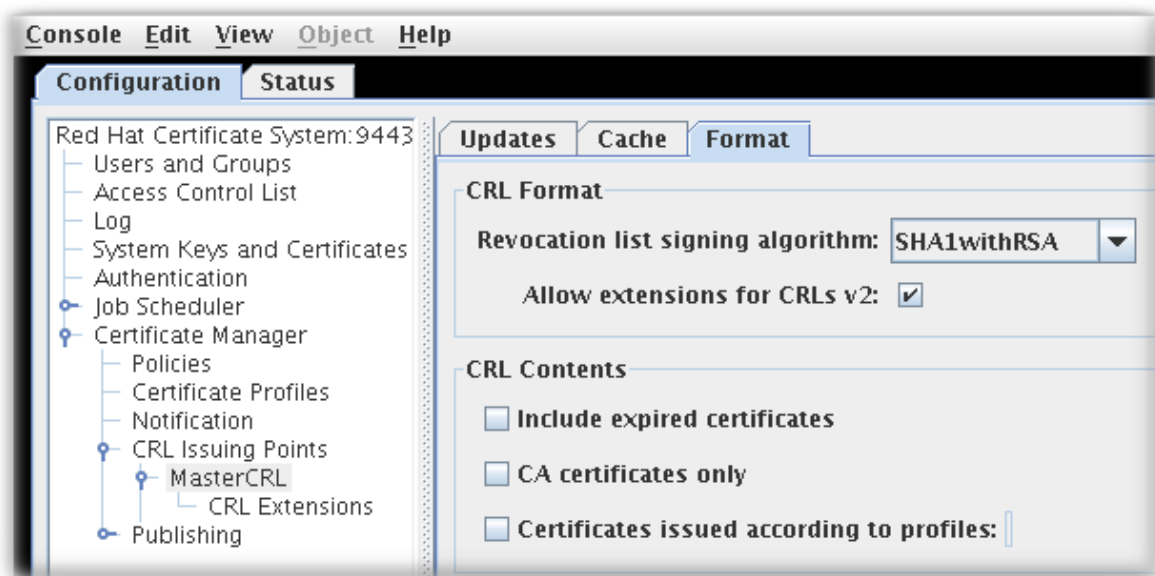 Console Edit View Object Help
Configuration Status
Red Hat Certificate System:9443
Users and Groups
Access Control List
Log
System Keys and Certificates
Authentication
Job Scheduler
Certificate Manager
Policies
Certificate Profiles
Notification
CRL Issuing Points
MasterCRL
CRL Extensions
Publishing
Updates Cache Format
CRL Format
Revocation list signing algorithm: SHA1withRSA
Allow extensions for CRLs v2:
CRL Contents
Include expired certificates
CA certificates only
Certificates issued according to profiles: